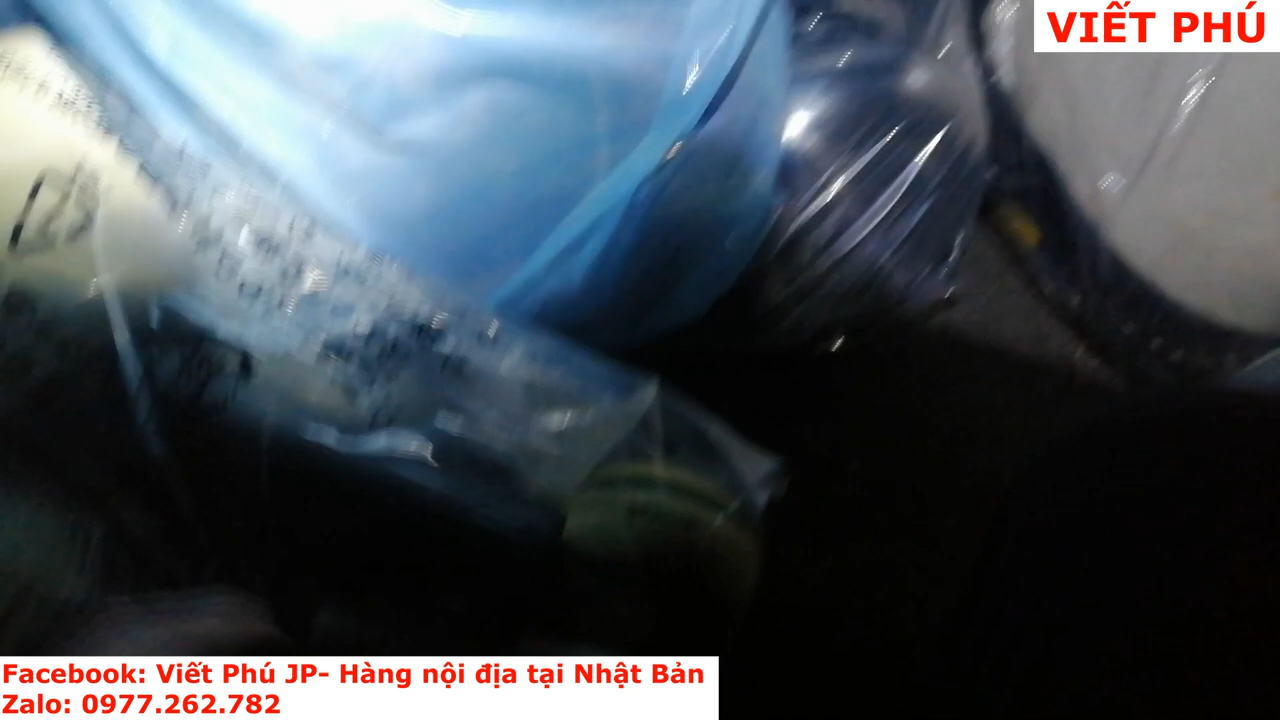 VIẾT PHÚ
Facebook: Viết Phú JP- Hàng nội địa tại Nhật Bản
Zalo: 0977.262.782